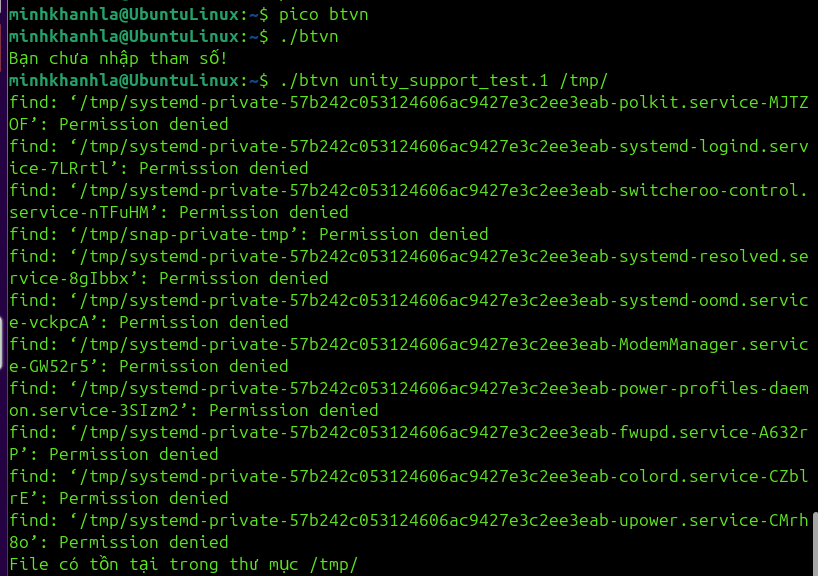 minhkhanhla@UbuntuLinux:~$ pico btvn
minhkhanhla@UbuntuLinux:~$ ./btvn
Bạn chưa nhập tham số!
minhkhanhla@UbuntuLinux:~$ ./btvn unity_support_test.1 /tmp/
find: ‘/tmp/systemd-private-57b242c053124606ac9427e3c2ee3eab-polkit.service-MJTZ
OF’: Permission denied
find: ‘/tmp/systemd-private-57b242c053124606ac9427e3c2ee3eab-systemd-logind.serv
ice-7LRrtl’: Permission denied
find: ‘/tmp/systemd-private-57b242c053124606ac9427e3c2ee3eab-switcheroo-control.
service-nTFuHM’: Permission denied
find: ‘/tmp/snap-private-tmp’: Permission denied
find: ‘/tmp/systemd-private-57b242c053124606ac9427e3c2ee3eab-systemd-resolved.se
rvice-8gIbbx’: Permission denied
find: ‘/tmp/systemd-private-57b242c053124606ac9427e3c2ee3eab-systemd-oomd.servic
e-vckpcA’: Permission denied
find: ‘/tmp/systemd-private-57b242c053124606ac9427e3c2ee3eab-ModemManager.servic
e-GW52r5’: Permission denied
find: ‘/tmp/systemd-private-57b242c053124606ac9427e3c2ee3eab-power-profiles-daem
on.service-3SIzm2’: Permission denied
find: ‘/tmp/systemd-private-57b242c053124606ac9427e3c2ee3eab-fwupd.service-A632r
P’: Permission denied
find: ‘/tmp/systemd-private-57b242c053124606ac9427e3c2ee3eab-colord.service-CZbl
rE’: Permission denied
find: ‘/tmp/systemd-private-57b242c053124606ac9427e3c2ee3eab-upower.service-CMrh
8o’: Permission denied
File có tồn tại trong thư mục /tmp/